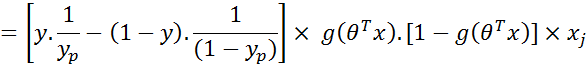 = [y. 1/y_p − (1 − y). 1/(1 − y_p)] × g(θ^T x). [1 − g(θ^T x)] × x_j